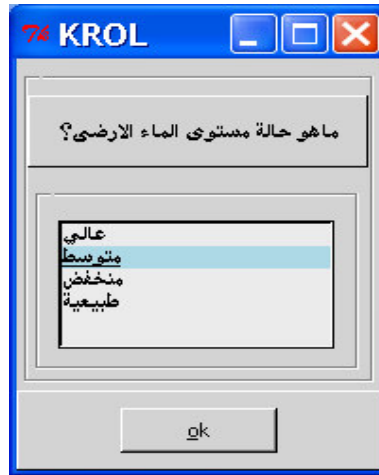 KROL
ماهو حالة مستوى الماء الارضى؟
عالي
متوسط
منخفض
طبيعية
ok